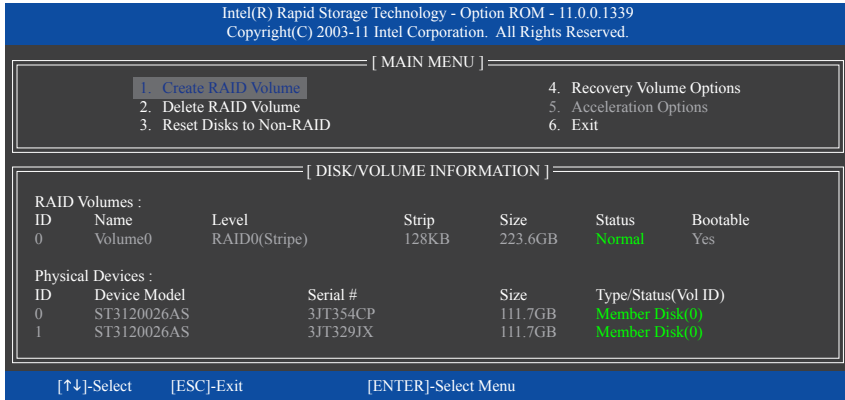 Intel(R) Rapid Storage Technology - Option ROM - 11.0.0.1339
Copyright(C) 2003-11 Intel Corporation. All Rights Reserved.
[ MAIN MENU ]
1. Create RAID Volume 4. Recovery Volume Options
2. Delete RAID Volume 5. Acceleration Options
3. Reset Disks to Non-RAID 6. Exit
[ DISK/VOLUME INFORMATION ]
RAID Volumes :
ID Name Level Strip Size Status Bootable
0 Volume0 RAID0(Stripe) 128KB 223.6GB Normal Yes
Physical Devices :
ID Device Model Serial # Size Type/Status(Vol ID)
0 ST3120026AS 3JT354CP 111.7GB Member Disk(0)
1 ST3120026AS 3JT329JX 111.7GB Member Disk(0)
[↑↓]-Select [ESC]-Exit [ENTER]-Select Menu